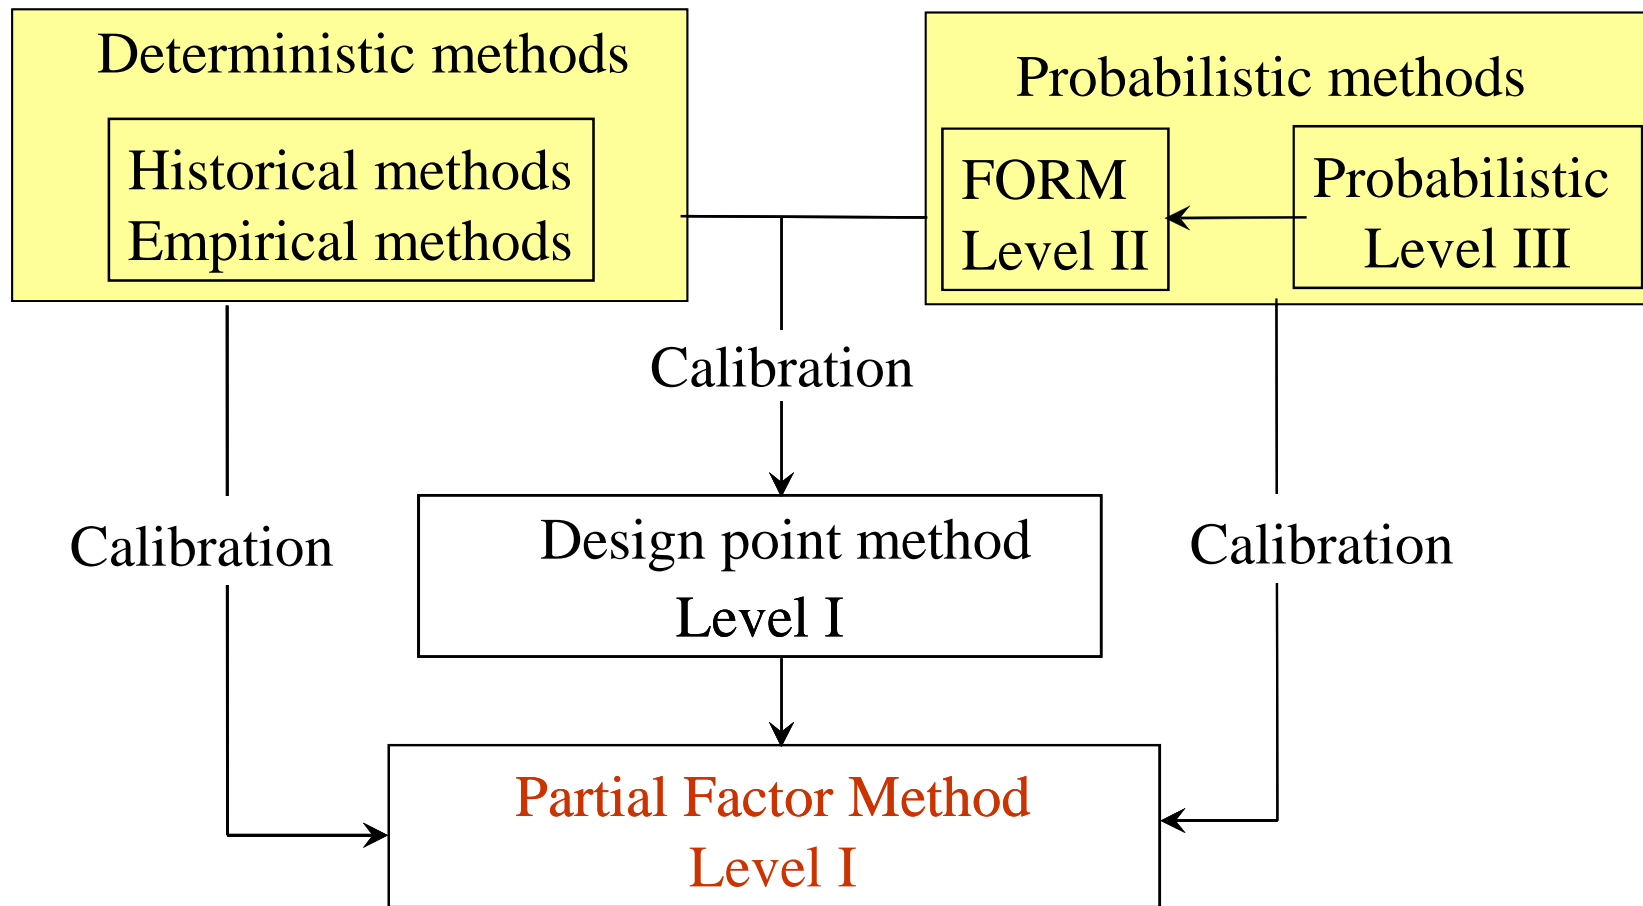 Deterministic methods
Historical methods
Empirical methods
Probabilistic methods
FORM
Level II
Probabilistic
Level III
Calibration
Calibration
Calibration
Design point method
Level I
Partial Factor Method
Level I